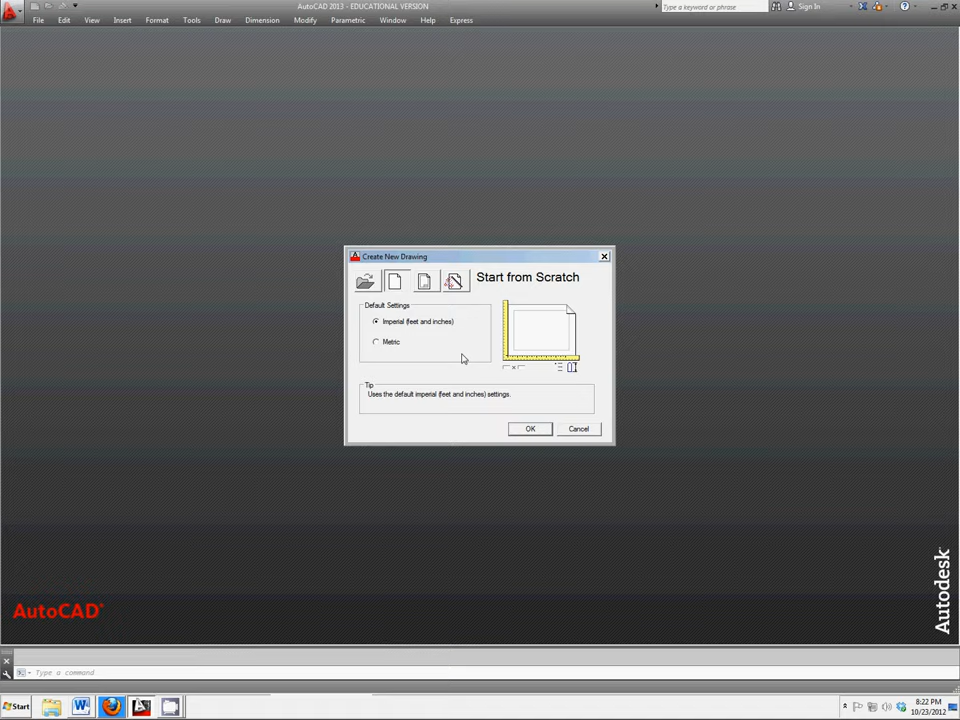 AutoCAD 2013 - EDUCATIONAL VERSION
Type a keyword or phrase
Sign In
File Edit View Insert Format Tools Draw Dimension Modify Parametric Window Help Express
Create New Drawing
Start from Scratch
Default Settings
Imperial (feet and inches)
Metric
Tip
Uses the default imperial (feet and inches) settings.
OK Cancel
Autodesk
AutoCAD
Type a command
Start
8:22 PM
10/23/2012